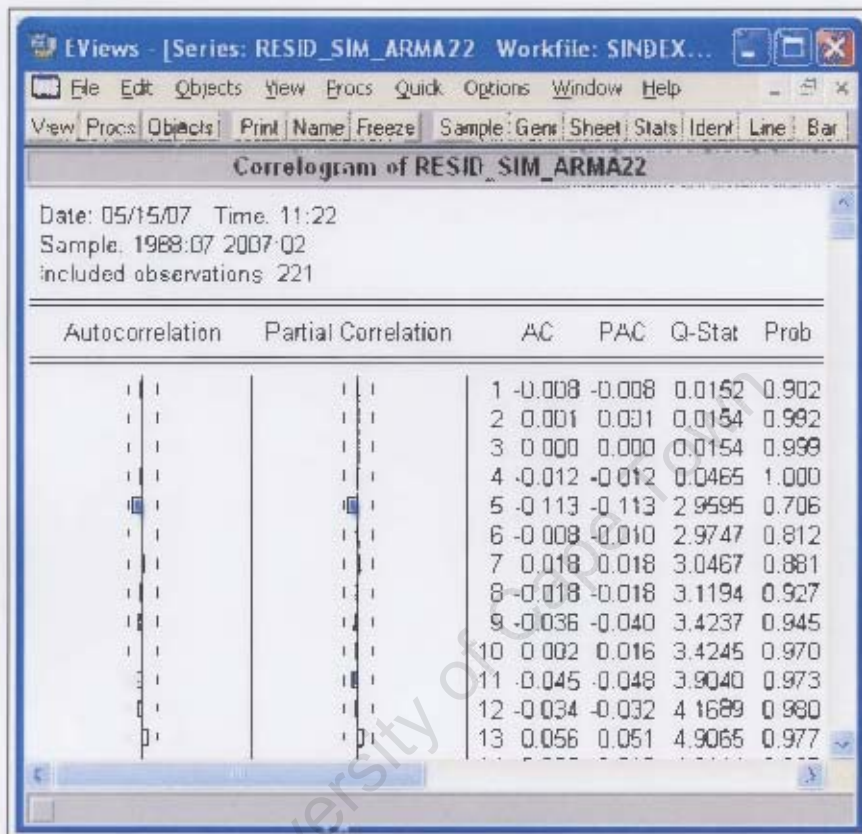 EViews - [Series: RESID_SIM_ARMA22 Workfile: SINDEX...
File Edit Objects View Procs Quick Options Window Help
View Procs Objects Print Name Freeze Sample Genr Sheet Stats Ident Line Bar
Correlogram of RESID_SIM_ARMA22
Date: 05/15/07 Time: 11:22
Sample: 1988:07 2007:02
Included observations: 221
Autocorrelation Partial Correlation AC PAC Q-Stat Prob
1 -0.008 -0.008 0.0152 0.902
2 0.001 0.001 0.0154 0.992
3 0.000 0.000 0.0154 0.999
4 -0.012 -0.012 0.0465 1.000
5 -0.113 -0.113 2.9595 0.706
6 -0.008 -0.010 2.9747 0.812
7 0.018 0.018 3.0467 0.881
8 -0.018 -0.018 3.1194 0.927
9 -0.036 -0.040 3.4237 0.945
10 0.002 0.016 3.4245 0.970
11 -0.045 -0.048 3.9040 0.973
12 -0.034 -0.032 4.1689 0.980
13 0.056 0.051 4.9065 0.977
University of Cape Town